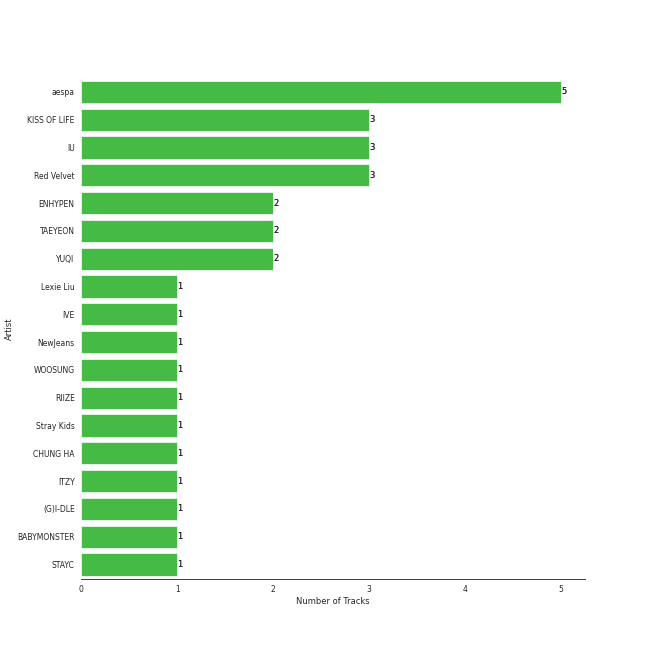 aespa 5
KISS OF LIFE 3
IU 3
Red Velvet 3
ENHYPEN 2
TAEYEON 2
YUQI 2
Lexie Liu 1
IVE 1
NewJeans 1
WOOSUNG 1
RIIZE 1
Stray Kids 1
CHUNG HA 1
ITZY 1
(G)I-DLE 1
BABYMONSTER 1
STAYC 1
0 1 2 3 4 5
Number of Tracks
Artist